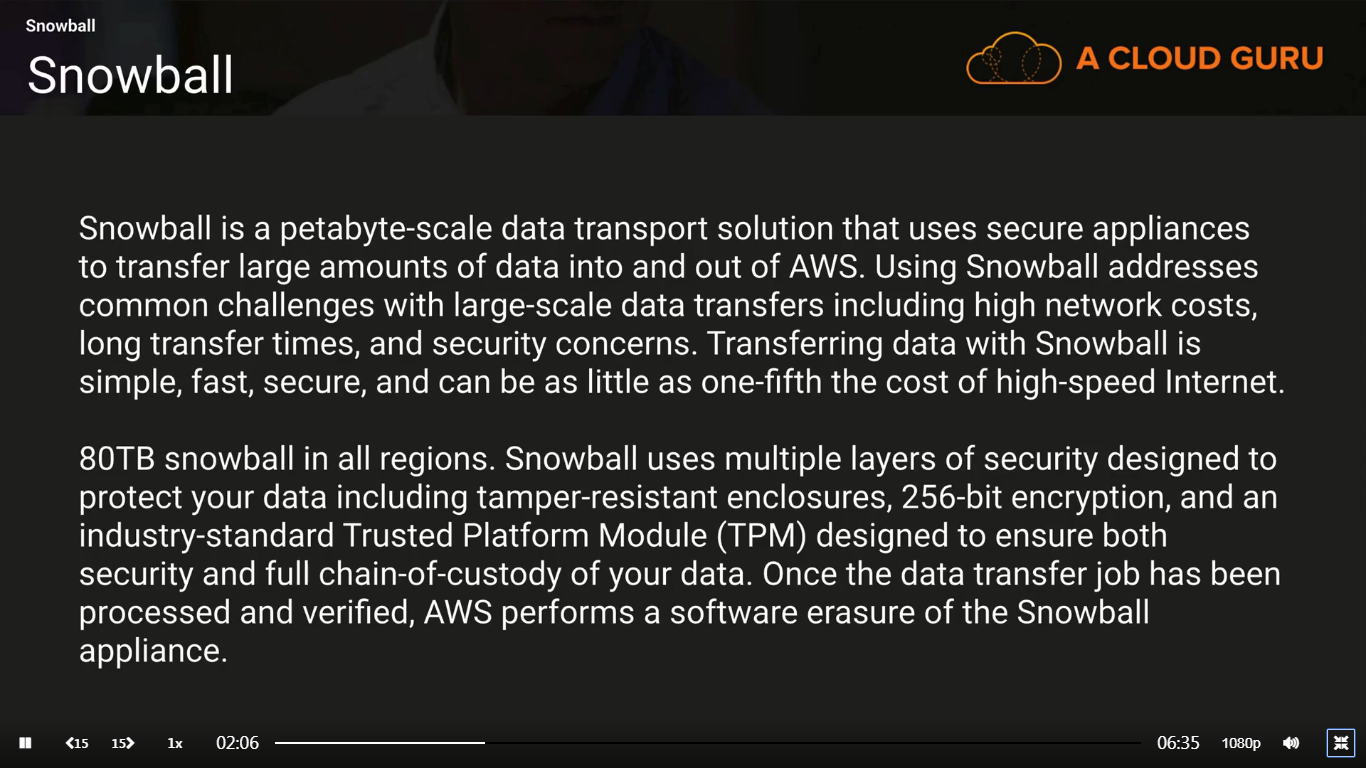 Snowball
Snowball
A CLOUD GURU
Snowball is a petabyte-scale data transport solution that uses secure appliances
to transfer large amounts of data into and out of AWS. Using Snowball addresses
common challenges with large-scale data transfers including high network costs,
long transfer times, and security concerns. Transferring data with Snowball is
simple, fast, secure, and can be as little as one-fifth the cost of high-speed Internet.
80TB snowball in all regions. Snowball uses multiple layers of security designed to
protect your data including tamper-resistant enclosures, 256-bit encryption, and an
industry-standard Trusted Platform Module (TPM) designed to ensure both
security and full chain-of-custody of your data. Once the data transfer job has been
processed and verified, AWS performs a software erasure of the Snowball
appliance.
15 15 1x 02:06 06:35 1080p